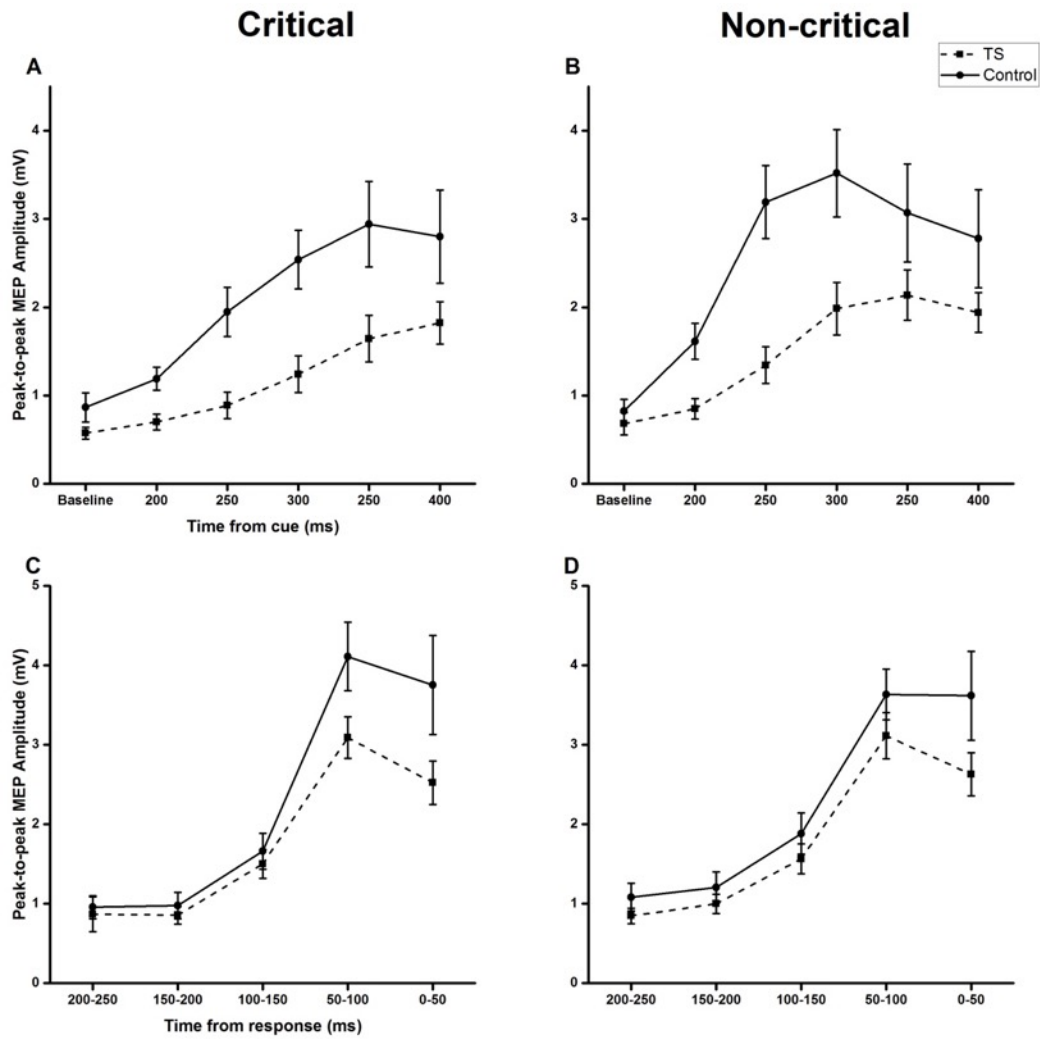 Critical
Non-critical
TS
Control
A
Peak-to-peak MEP Amplitude (mV)
4
3
2
1
0
Baseline 200 250 300 250 400
Time from cue (ms)
B
4
3
2
1
0
Baseline 200 250 300 250 400
C
Peak-to-peak MEP Amplitude (mV)
5
4
3
2
1
0
200-250 150-200 100-150 50-100 0-50
Time from response (ms)
D
5
4
3
2
1
0
200-250 150-200 100-150 50-100 0-50